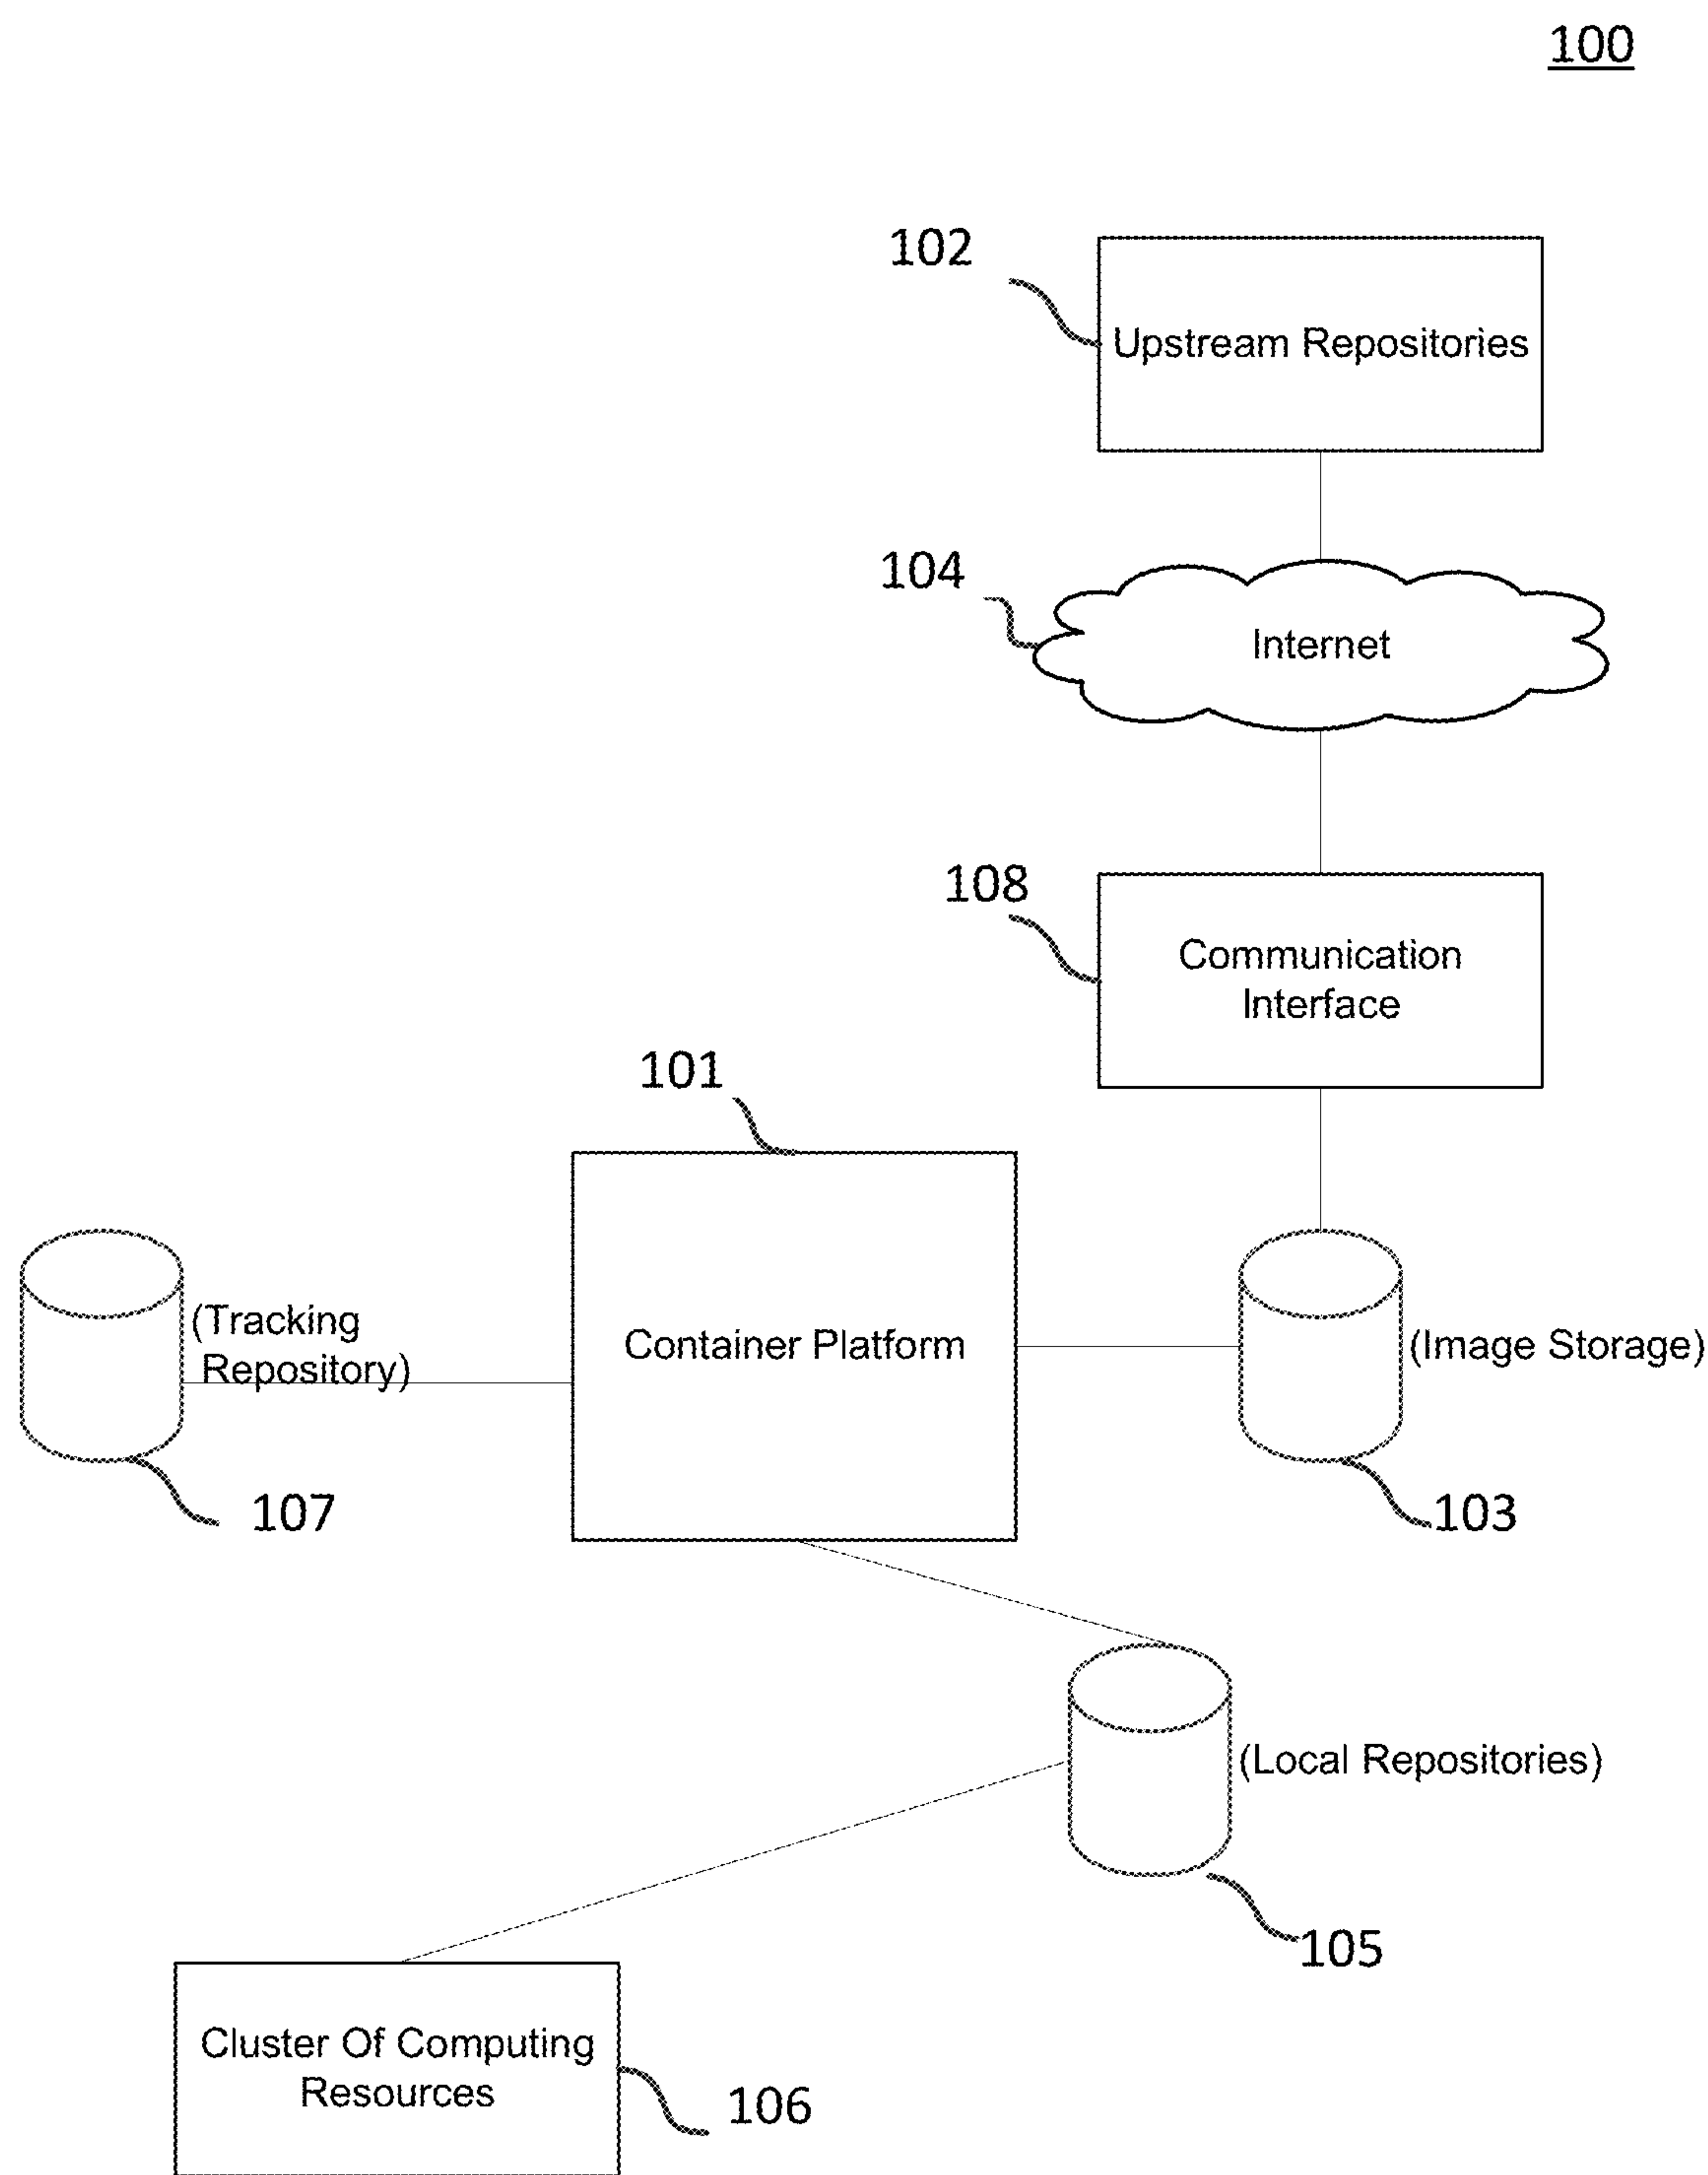 100
102
Upstream Repositories
104
Internet
108
Communication
Interface
101
(Tracking
Repository)
Container Platform
(Image Storage)
107
103
(Local Repositories)
105
Cluster Of Computing
Resources
106